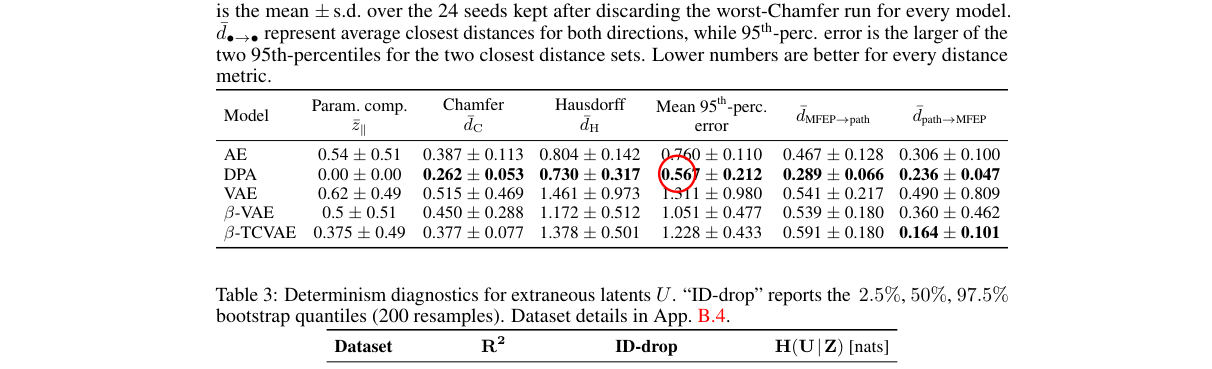 is the mean ± s.d. over the 24 seeds kept after discarding the worst-Chamfer run for every model.
d̄●→● represent average closest distances for both directions, while 95th-perc. error is the larger of the
two 95th-percentiles for the two closest distance sets. Lower numbers are better for every distance
metric.
Model Param. comp. z̄∥ Chamfer d̄C Hausdorff d̄H Mean 95th-perc. error d̄MFEP→path d̄path→MFEP
AE 0.54 ± 0.51 0.387 ± 0.113 0.804 ± 0.142 0.760 ± 0.110 0.467 ± 0.128 0.306 ± 0.100
DPA 0.00 ± 0.00 0.262 ± 0.053 0.730 ± 0.317 0.567 ± 0.212 0.289 ± 0.066 0.236 ± 0.047
VAE 0.62 ± 0.49 0.515 ± 0.469 1.461 ± 0.973 1.311 ± 0.980 0.541 ± 0.217 0.490 ± 0.809
β-VAE 0.5 ± 0.51 0.450 ± 0.288 1.172 ± 0.512 1.051 ± 0.477 0.539 ± 0.180 0.360 ± 0.462
β-TCVAE 0.375 ± 0.49 0.377 ± 0.077 1.378 ± 0.501 1.228 ± 0.433 0.591 ± 0.180 0.164 ± 0.101
Table 3: Determinism diagnostics for extraneous latents U. “ID-drop” reports the 2.5%, 50%, 97.5%
bootstrap quantiles (200 resamples). Dataset details in App. B.4.
Dataset R² ID-drop H(U | Z) [nats]